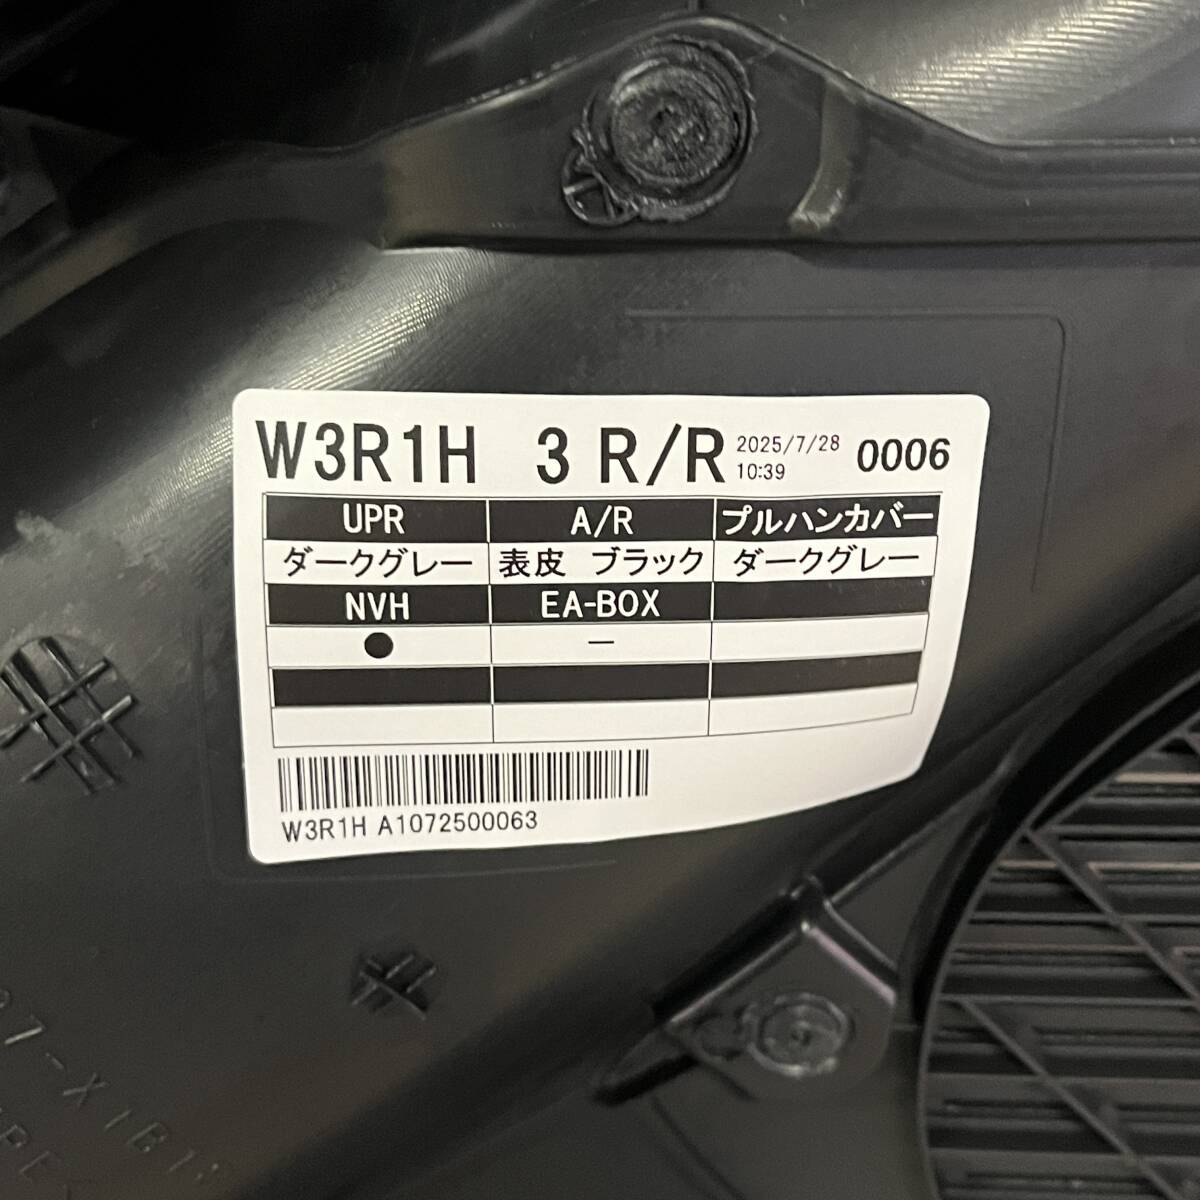 W3R1H 3 R/R 2025/7/28 10:39 0006
UPR A/R プルハンカバー
ダークグレー 表皮 ブラック ダークグレー
NVH EA-BOX
● —
W3R1H A1072500063
7-X1B1